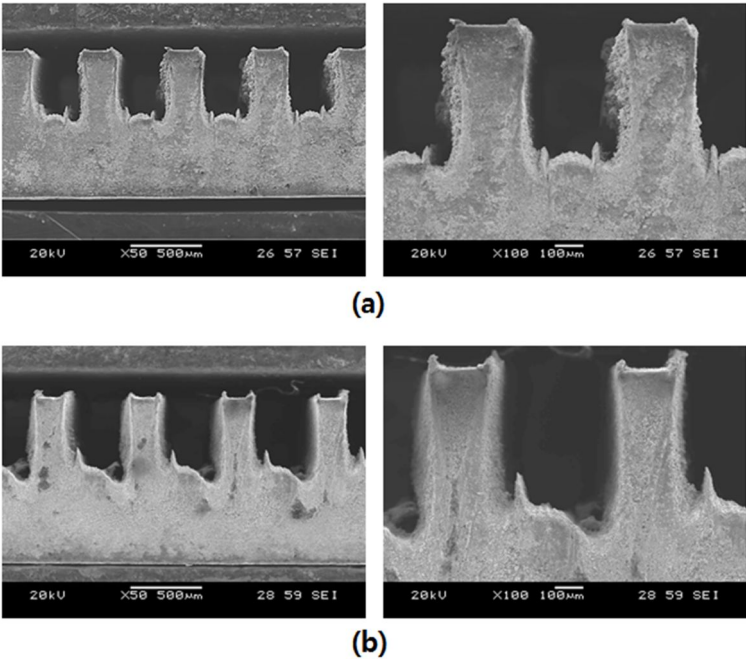 20kV X50 500μm 26 57 SEI
20kV X100 100μm 26 57 SEI
(a)
20kV X50 500μm 28 59 SEI
20kV X100 100μm 28 59 SEI
(b)